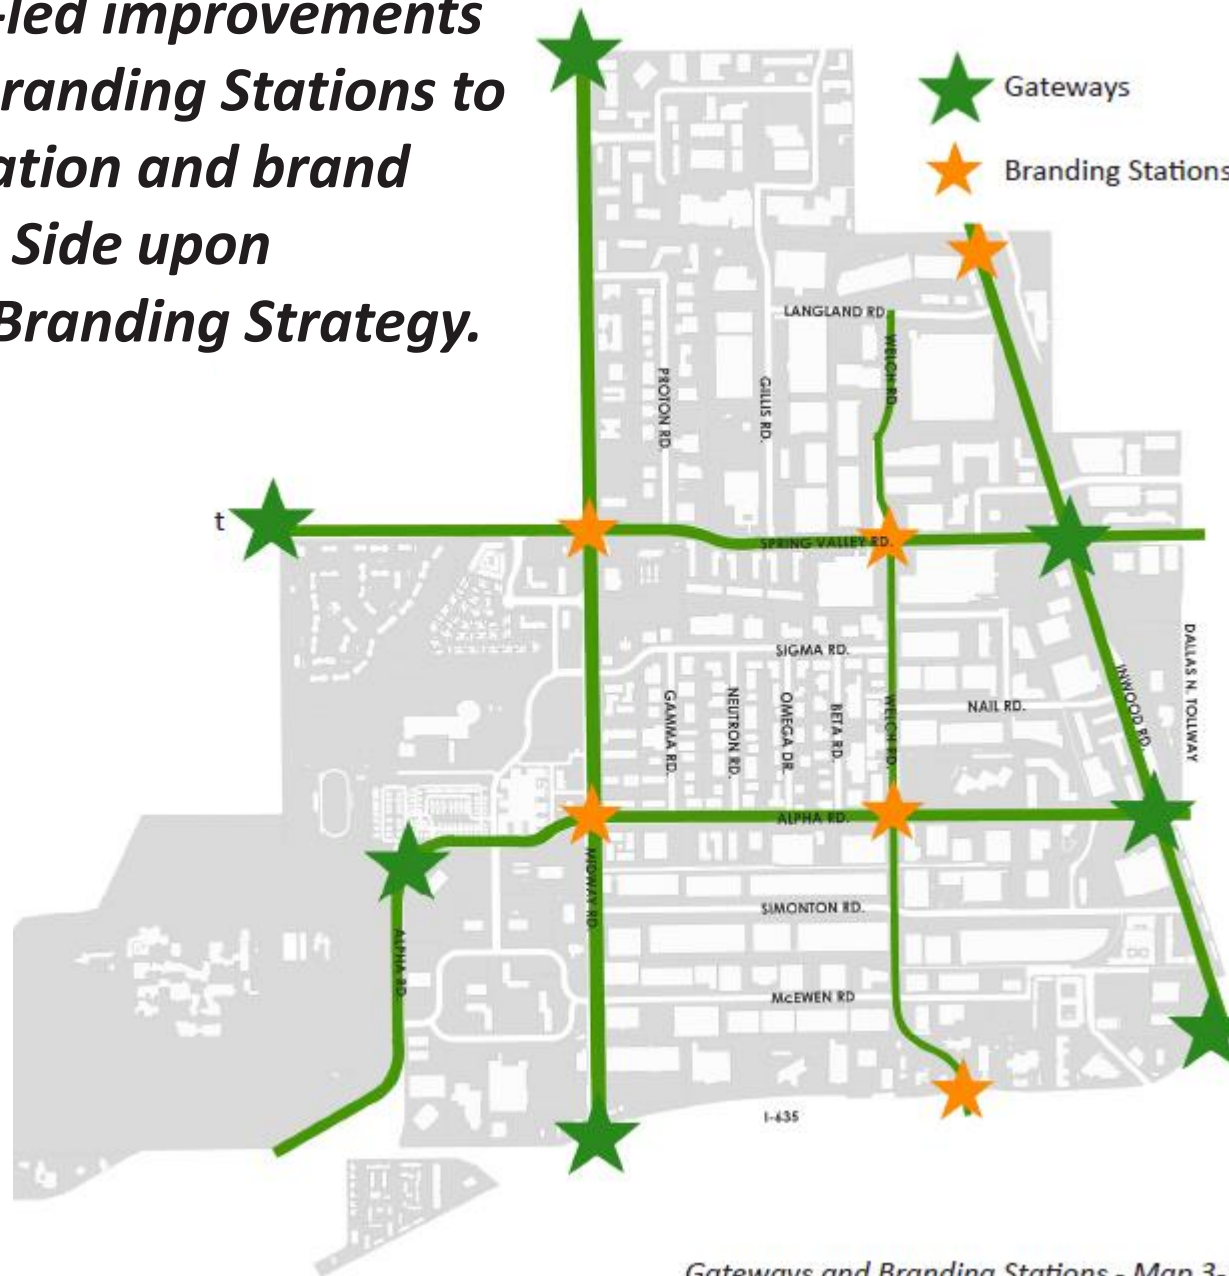 -led improvements
randing Stations to
ation and brand
Side upon
Branding Strategy.
Gateways
Branding Stations
LANGLAND RD.
WELCH RD.
PROTON RD.
GILLIS RD.
t
SPRING VALLEY RD.
SIGMA RD.
DALLAS N. TOLLWAY
INWOOD RD.
GAMMA RD.
NEUTRON RD.
OMEGA DR.
BETA RD.
WELCH RD.
NAIL RD.
ALPHA RD.
MIDWAY RD.
SIMONTON RD.
ALPHA RD.
McEWEN RD
I-635
Gateways and Branding Stations - Map 3-